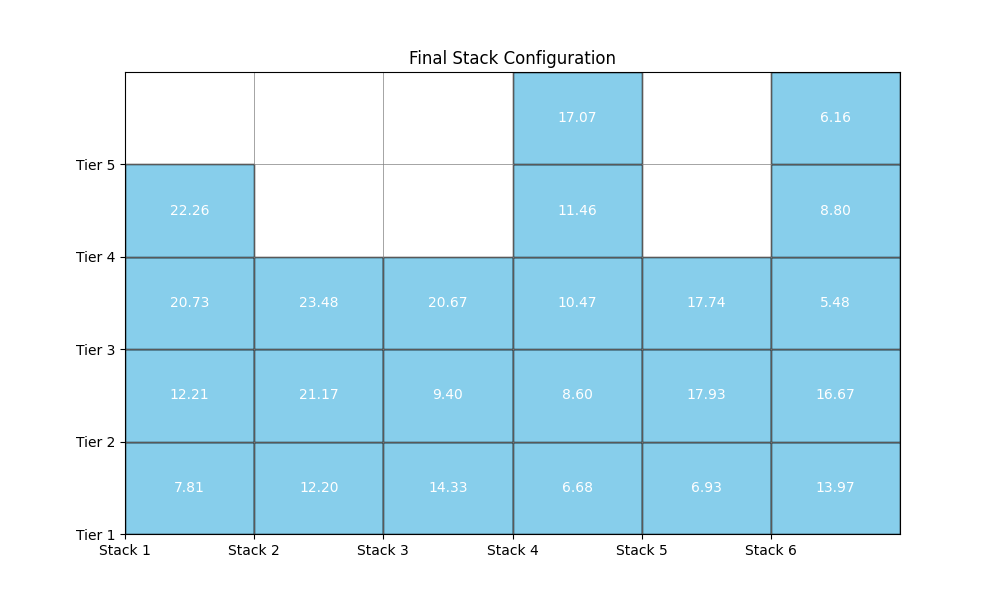 Final Stack Configuration
17.07 6.16
Tier 5
22.26 11.46 8.80
Tier 4
20.73 23.48 20.67 10.47 17.74 5.48
Tier 3
12.21 21.17 9.40 8.60 17.93 16.67
Tier 2
7.81 12.20 14.33 6.68 6.93 13.97
Tier 1
Stack 1 Stack 2 Stack 3 Stack 4 Stack 5 Stack 6